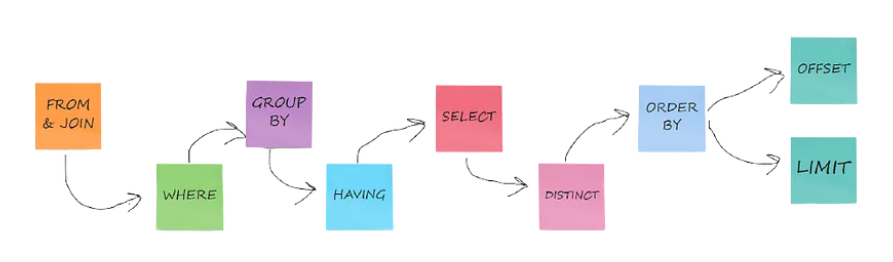 FROM
& JOIN
WHERE
GROUP
BY
HAVING
SELECT
DISTINCT
ORDER
BY
OFFSET
LIMIT